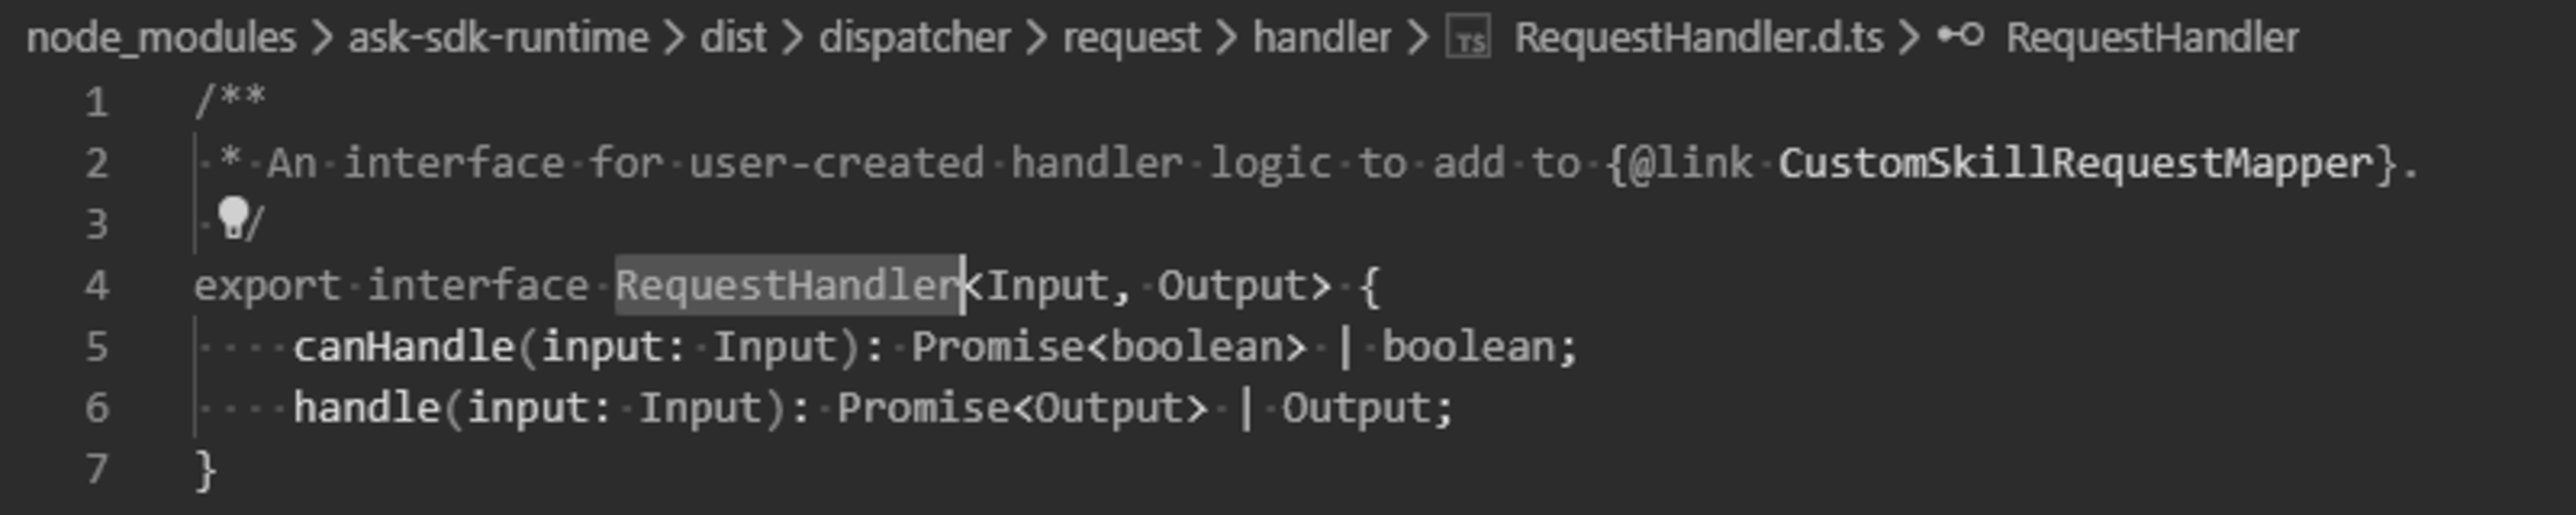 node_modules > ask-sdk-runtime > dist > dispatcher > request > handler > TS RequestHandler.d.ts > RequestHandler
1 /**
2  * An interface for user-created handler logic to add to {@link CustomSkillRequestMapper}.
3  /
4 export interface RequestHandler<Input, Output> {
5     canHandle(input: Input): Promise<boolean> | boolean;
6     handle(input: Input): Promise<Output> | Output;
7 }